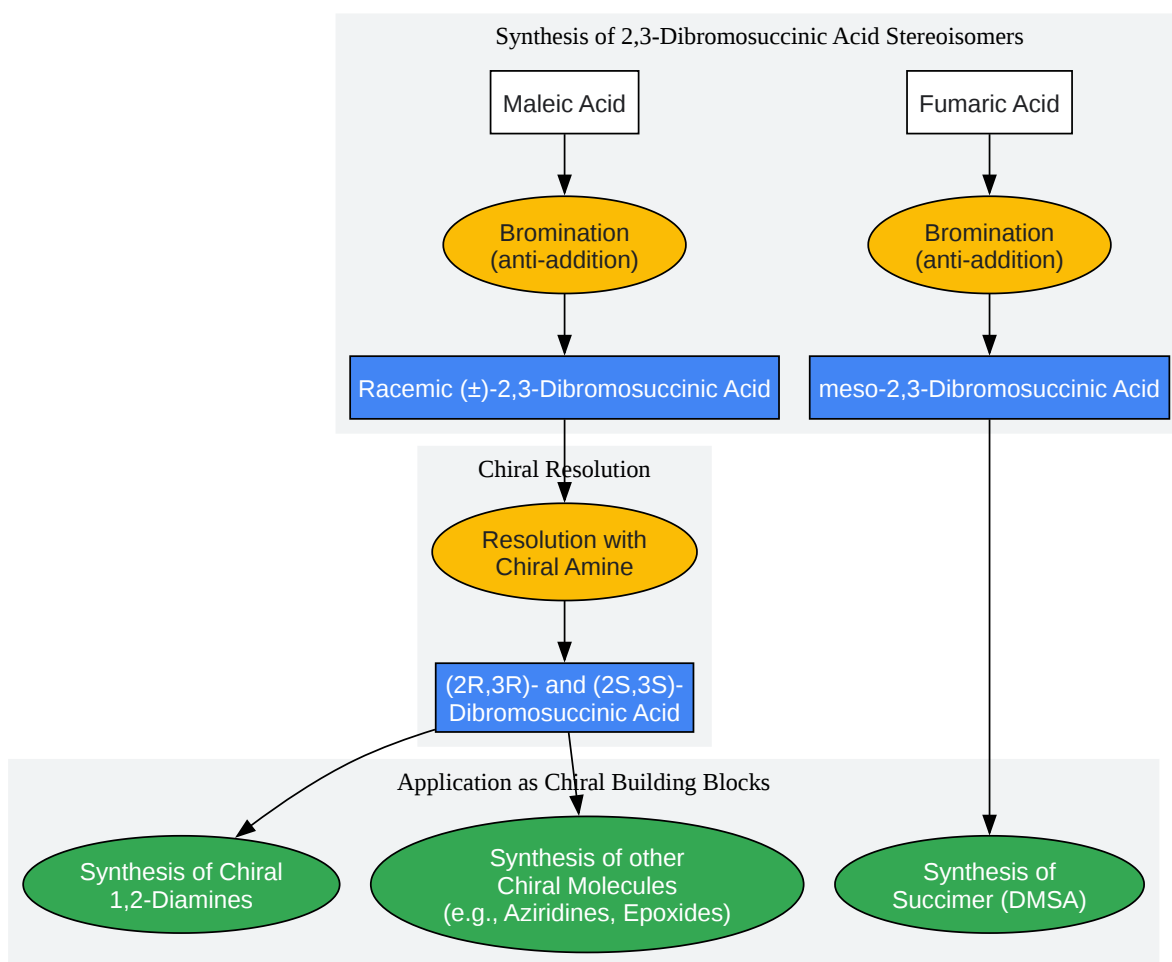 Synthesis of 2,3-Dibromosuccinic Acid Stereoisomers
Maleic Acid
Fumaric Acid
Bromination
(anti-addition)
Bromination
(anti-addition)
Racemic (±)-2,3-Dibromosuccinic Acid
meso-2,3-Dibromosuccinic Acid
Chiral Resolution
Resolution with
Chiral Amine
(2R,3R)- and (2S,3S)-
Dibromosuccinic Acid
Application as Chiral Building Blocks
Synthesis of Chiral
1,2-Diamines
Synthesis of other
Chiral Molecules
(e.g., Aziridines, Epoxides)
Synthesis of
Succimer (DMSA)